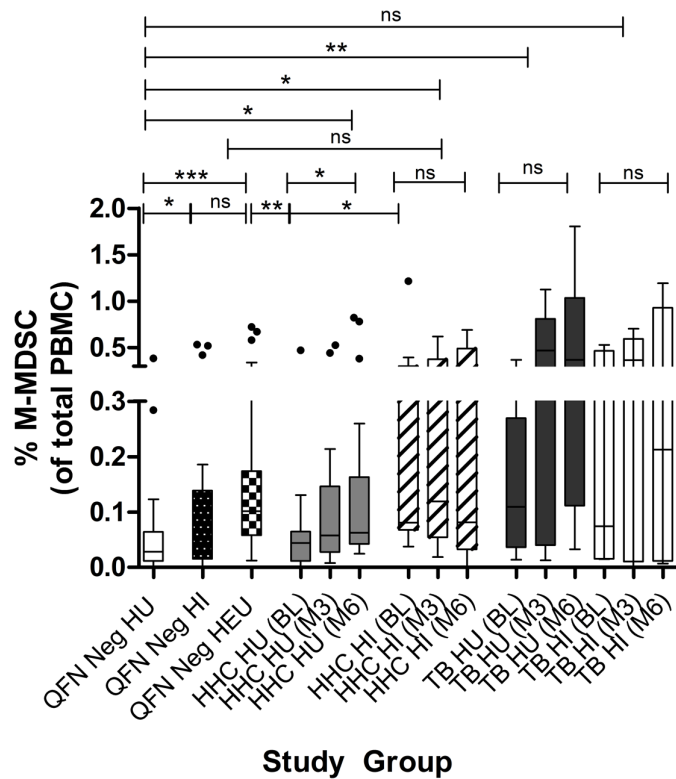 ns
**
*
*
ns
*** * ns ns ns
* ns ** *
2.0
1.5
1.0
0.5
0.3
0.2
0.1
0.0
% M-MDSC
(of total PBMC)
QFN Neg HU
QFN Neg HI
QFN Neg HEU
HHC HU (BL)
HHC HU (M3)
HHC HU (M6)
HHC HI (BL)
HHC HI (M3)
HHC HI (M6)
TB HU (BL)
TB HU (M3)
TB HU (M6)
TB HI (BL)
TB HI (M3)
TB HI (M6)
Study Group